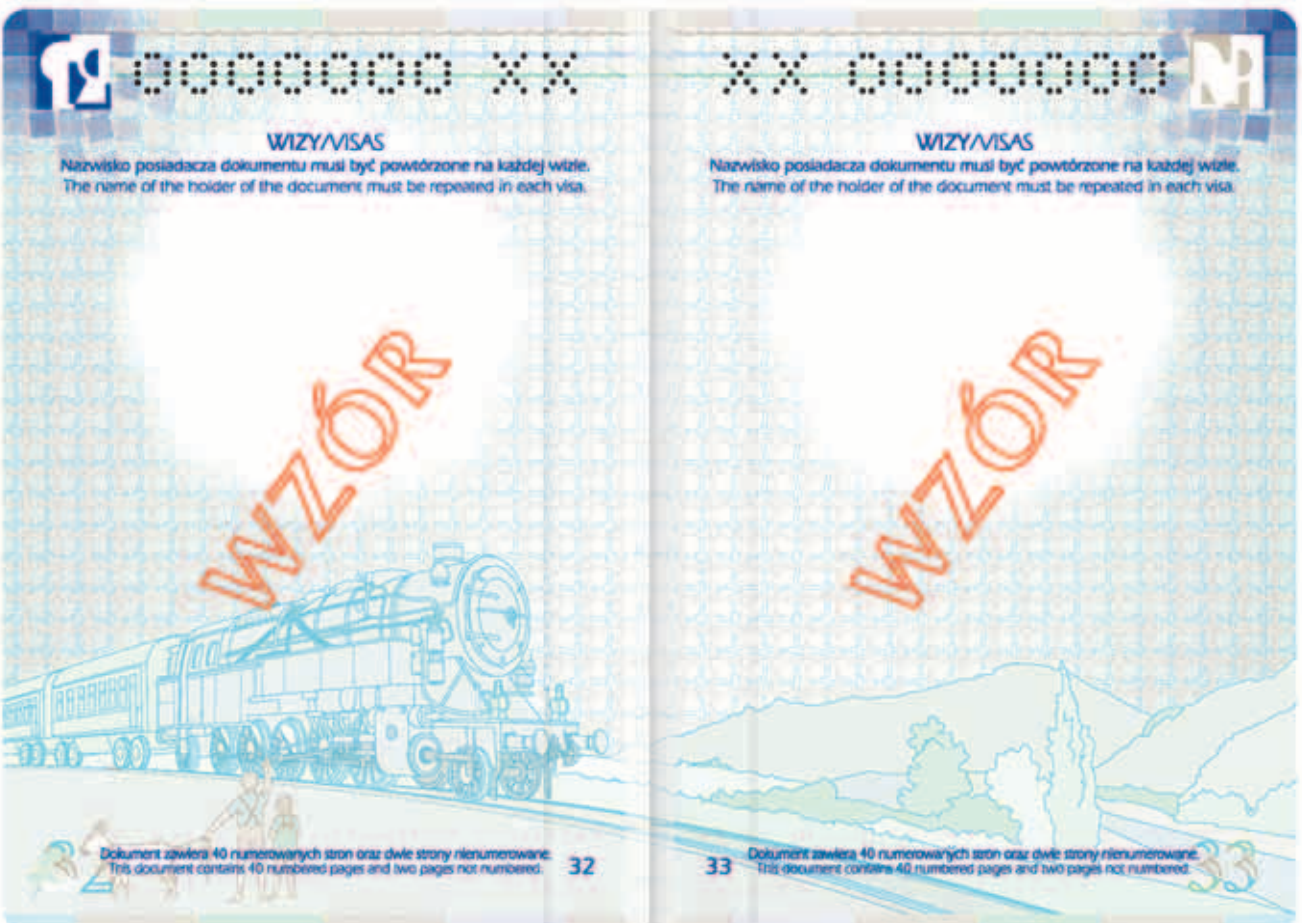 0000000 XX
WIZY/VISAS
Nazwisko posiadacza dokumentu musi być powtórzone na każdej wizie.
The name of the holder of the document must be repeated in each visa.
WZÓR
Dokument zawiera 40 numerowanych stron oraz dwie strony nienumerowane.
This document contains 40 numbered pages and two pages not numbered.
32
32
XX 0000000
WIZY/VISAS
Nazwisko posiadacza dokumentu musi być powtórzone na każdej wizie.
The name of the holder of the document must be repeated in each visa.
WZÓR
33
Dokument zawiera 40 numerowanych stron oraz dwie strony nienumerowane.
This document contains 40 numbered pages and two pages not numbered.
33